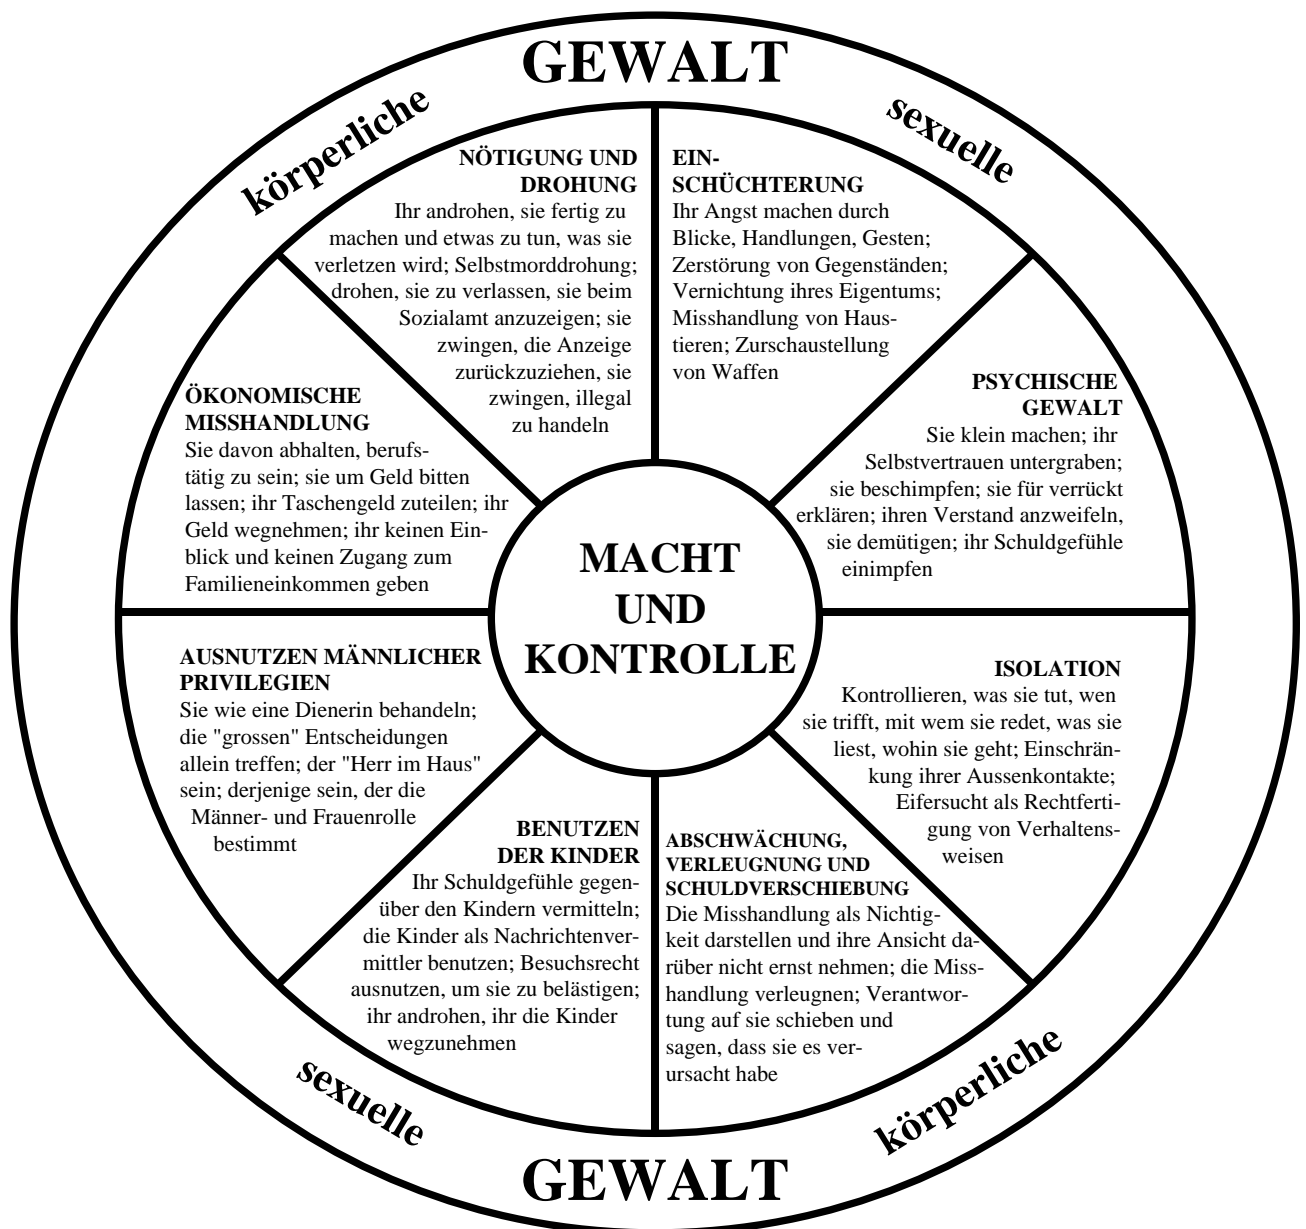 GEWALT
körperliche
sexuelle
NÖTIGUNG UND
DROHUNG
Ihr androhen, sie fertig zu
machen und etwas zu tun, was sie
verletzen wird; Selbstmorddrohung;
drohen, sie zu verlassen, sie beim
Sozialamt anzuzeigen; sie
zwingen, die Anzeige
zurückzuziehen, sie
zwingen, illegal
zu handeln
EIN-
SCHÜCHTERUNG
Ihr Angst machen durch
Blicke, Handlungen, Gesten;
Zerstörung von Gegenständen;
Vernichtung ihres Eigentums;
Misshandlung von Haus-
tieren; Zurschaustellung
von Waffen
PSYCHISCHE
GEWALT
Sie klein machen; ihr
Selbstvertrauen untergraben;
sie beschimpfen; sie für verrückt
erklären; ihren Verstand anzweifeln,
sie demütigen; ihr Schuldgefühle
einimpfen
ÖKONOMISCHE
MISSHANDLUNG
Sie davon abhalten, berufs-
tätig zu sein; sie um Geld bitten
lassen; ihr Taschengeld zuteilen; ihr
Geld wegnehmen; ihr keinen Ein-
blick und keinen Zugang zum
Familieneinkommen geben
MACHT
UND
KONTROLLE
AUSNUTZEN MÄNNLICHER
PRIVILEGIEN
Sie wie eine Dienerin behandeln;
die "grossen" Entscheidungen
allein treffen; der "Herr im Haus"
sein; derjenige sein, der die
Männer- und Frauenrolle
bestimmt
ISOLATION
Kontrollieren, was sie tut, wen
sie trifft, mit wem sie redet, was sie
liest, wohin sie geht; Einschrän-
kung ihrer Aussenkontakte;
Eifersucht als Rechtferti-
gung von Verhaltens-
weisen
BENUTZEN
DER KINDER
Ihr Schuldgefühle gegen-
über den Kindern vermitteln;
die Kinder als Nachrichtenver-
mittler benutzen; Besuchsrecht
ausnutzen, um sie zu belästigen;
ihr androhen, ihr die Kinder
wegzunehmen
ABSCHWÄCHUNG,
VERLEUGNUNG UND
SCHULDVERSCHIEBUNG
Die Misshandlung als Nichtig-
keit darstellen und ihre Ansicht da-
rüber nicht ernst nehmen; die Miss-
handlung verleugnen; Verantwor-
tung auf sie schieben und
sagen, dass sie es ver-
ursacht habe
sexuelle
körperliche
GEWALT